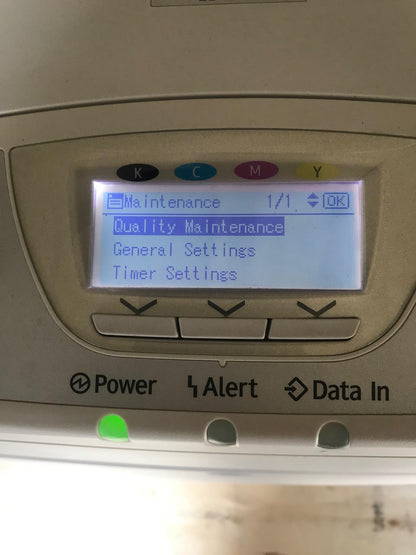 K C M Y
Maintenance 1/1 OK
Quality Maintenance
General Settings
Timer Settings
Power Alert Data In